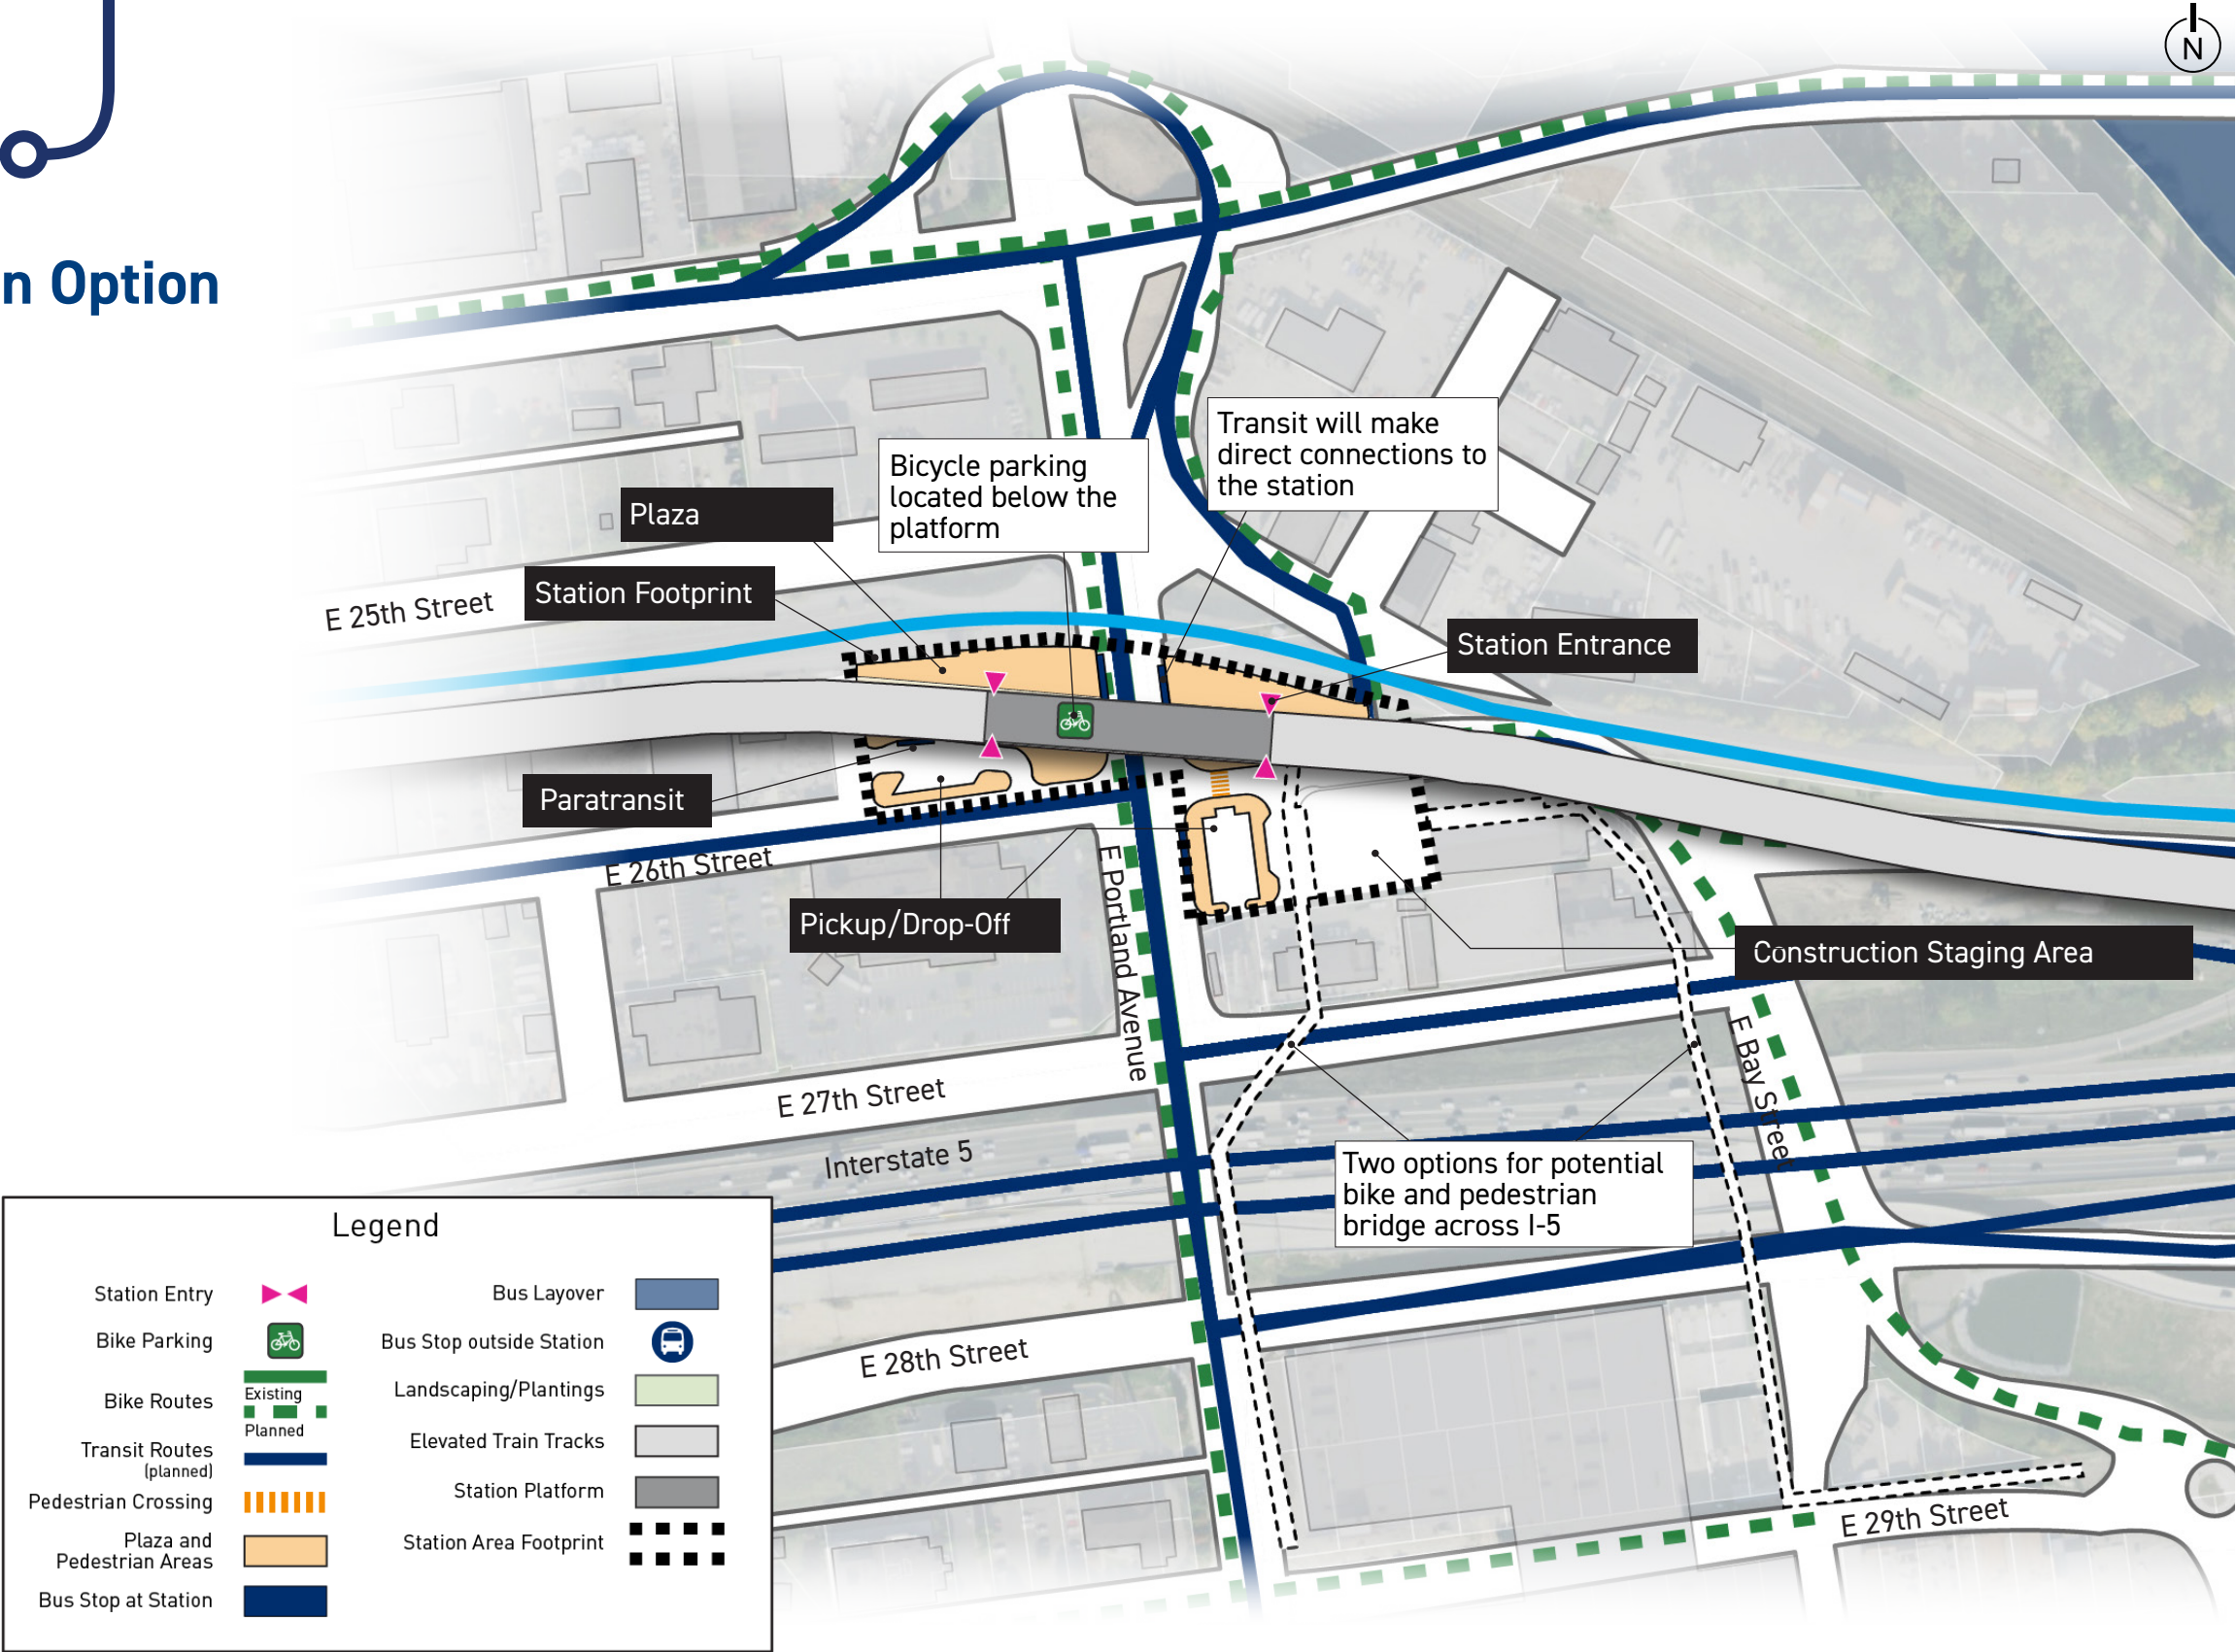 N
n Option
Transit will make
direct connections to
the station
Bicycle parking
located below the
platform
Plaza
Station Footprint
E 25th Street
Station Entrance
Paratransit
E 26th Street
E Portland Avenue
Pickup/Drop-Off
Construction Staging Area
E Bay Street
E 27th Street
Interstate 5
Two options for potential
bike and pedestrian
bridge across I-5
E 28th Street
E 29th Street
Legend
Station Entry
Bike Parking
Bike Routes
Existing
Planned
Transit Routes
(planned)
Pedestrian Crossing
Plaza and
Pedestrian Areas
Bus Stop at Station
Bus Layover
Bus Stop outside Station
Landscaping/Plantings
Elevated Train Tracks
Station Platform
Station Area Footprint